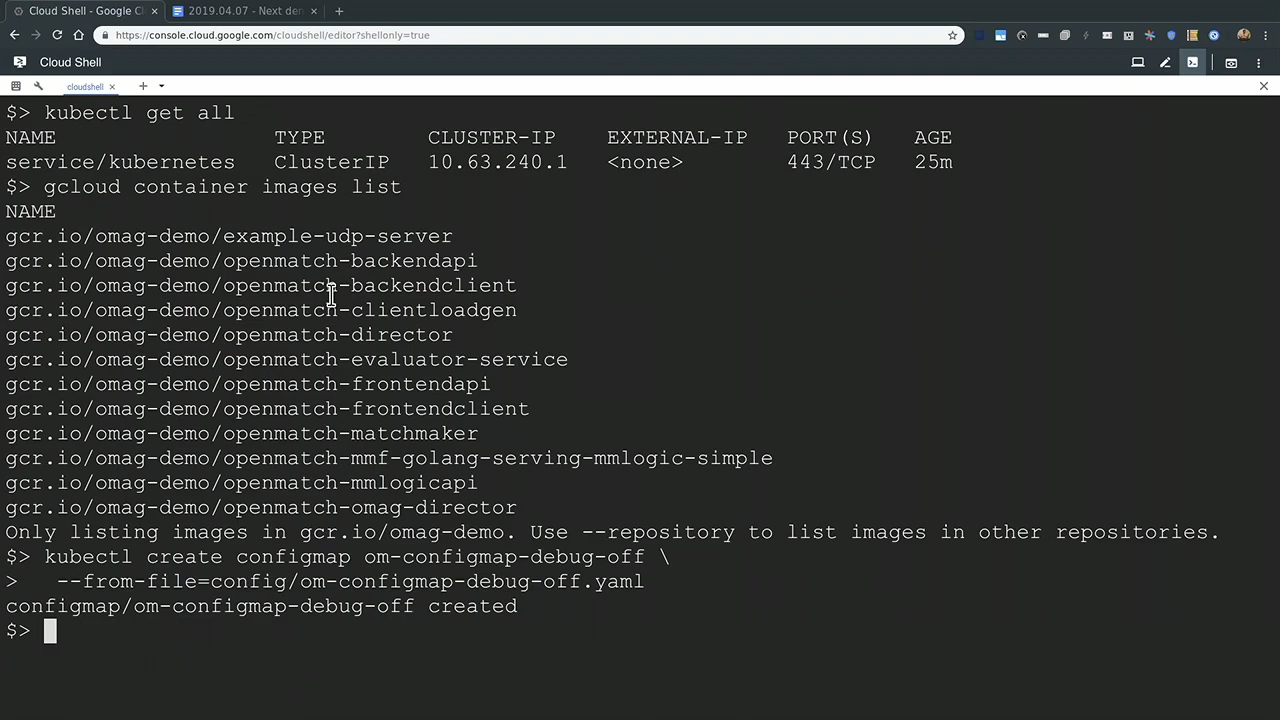 Cloud Shell - Google Cl
2019.04.07 - Next den
https://console.cloud.google.com/cloudshell/editor?shellonly=true
Cloud Shell
cloudshell
$> kubectl get all
NAME TYPE CLUSTER-IP EXTERNAL-IP PORT(S) AGE
service/kubernetes ClusterIP 10.63.240.1 <none> 443/TCP 25m
$> gcloud container images list
NAME
gcr.io/omag-demo/example-udp-server
gcr.io/omag-demo/openmatch-backendapi
gcr.io/omag-demo/openmatch-backendclient
gcr.io/omag-demo/openmatch-clientloadgen
gcr.io/omag-demo/openmatch-director
gcr.io/omag-demo/openmatch-evaluator-service
gcr.io/omag-demo/openmatch-frontendapi
gcr.io/omag-demo/openmatch-frontendclient
gcr.io/omag-demo/openmatch-matchmaker
gcr.io/omag-demo/openmatch-mmf-golang-serving-mmlogic-simple
gcr.io/omag-demo/openmatch-mmlogicapi
gcr.io/omag-demo/openmatch-omag-director
Only listing images in gcr.io/omag-demo. Use --repository to list images in other repositories.
$> kubectl create configmap om-configmap-debug-off \
>   --from-file=config/om-configmap-debug-off.yaml
configmap/om-configmap-debug-off created
$>